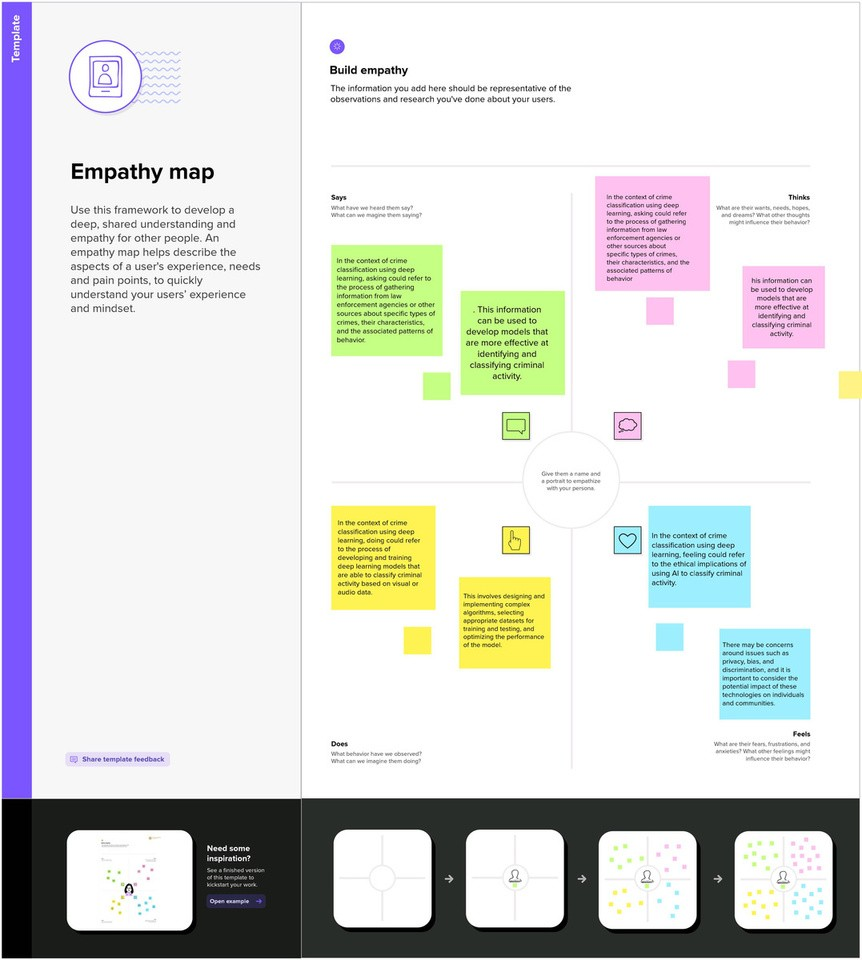 Template
Empathy map
Use this framework to develop a
deep, shared understanding and
empathy for other people. An
empathy map helps describe the
aspects of a user's experience, needs
and pain points, to quickly
understand your users' experience
and mindset.
Share template feedback
Build empathy
The information you add here should be representative of the
observations and research you've done about your users.
Says
What have we heard them say?
What can we magine them saying?
In the context of crime
classification using deep
learning, asking could refer to
the process of gathering
information from law
enforcement agencies or other
sources about specific types of
crimes, their characteristics,
and the associated patterns of
behavior.
. This information
can be used to
develop models that
are more effective at
identifying and
classifying criminal
activity.
In the context of crime
classification using deep
learning, asking could refer
to the process of gathering
information from law
enforcement agencies or
other sources about
specific types of crimes,
their characteristics, and the
associated patterns of
behavior
Thinks
What are their wants, needs, hopes,
and dreams? What other thoughts
might influence their behavior?
his information can
be used to develop
models that are
more effective at
identifying and
classifying criminal
activity.
Give them a name and
a portrait to empathize
with your persona.
In the context of crime
classification using deep
learning, doing could refer
to the process of
developing and training
deep learning models that
are able to classify criminal
activity based on visual or
audio data.
This involves designing and
implementing complex
algorithms, selecting
appropriate datasets for
training and testing, and
optimizing the performance
of the model.
Does
What behavior have we observed?
What can we imagine them doing?
In the context of crime
classification using deep
learning, feeling could refer
to the ethical implications of
using AI to classify criminal
activity.
There may be concerns
around issues such as
privacy, bias, and
discrimination, and it is
important to consider the
potential impact of these
technologies on individuals
and communities.
Feels
What are their fears, frustrations, and
anxieties? What other feelings might
influence their behavior?
Need some
inspiration?
See a finished version
of this template to
kickstart your work.
Open example